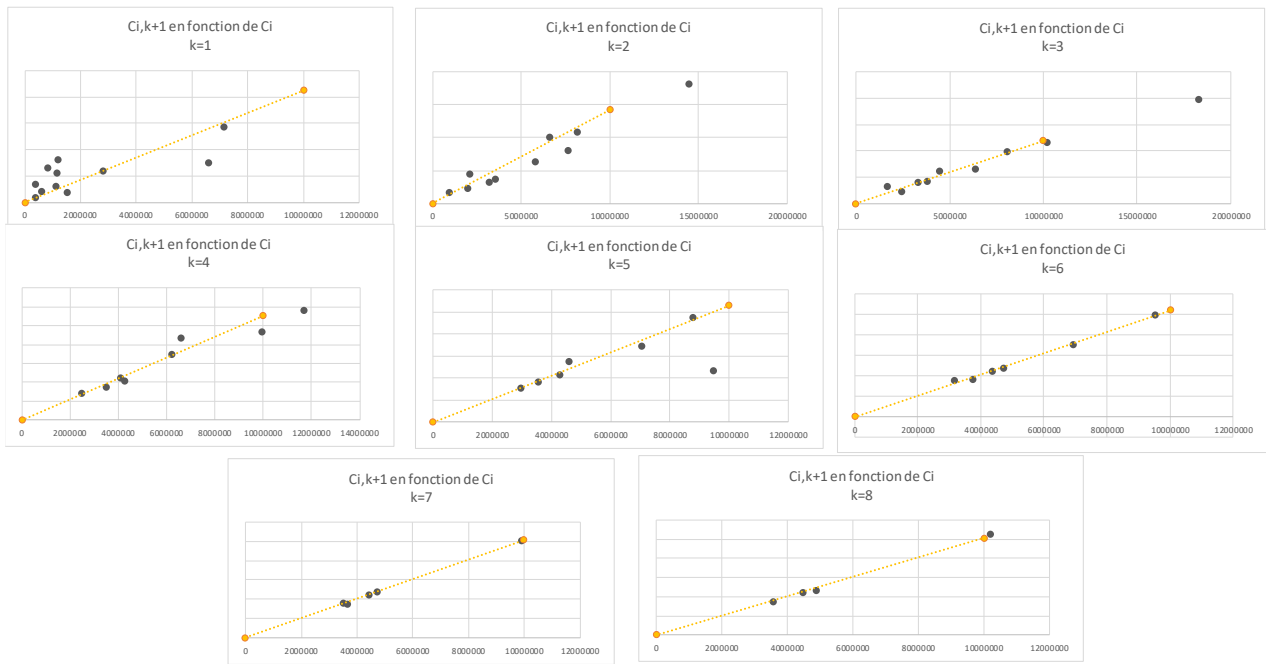 Ci,k+1 en fonction de Ci
k=1
0 2000000 4000000 6000000 8000000 10000000 12000000
Ci,k+1 en fonction de Ci
k=2
0 5000000 10000000 15000000 20000000
Ci,k+1 en fonction de Ci
k=3
0 5000000 10000000 15000000 20000000
Ci,k+1 en fonction de Ci
k=4
0 2000000 4000000 6000000 8000000 10000000 12000000 14000000
Ci,k+1 en fonction de Ci
k=5
0 2000000 4000000 6000000 8000000 10000000 12000000
Ci,k+1 en fonction de Ci
k=6
0 2000000 4000000 6000000 8000000 10000000 12000000
Ci,k+1 en fonction de Ci
k=7
0 2000000 4000000 6000000 8000000 10000000 12000000
Ci,k+1 en fonction de Ci
k=8
0 2000000 4000000 6000000 8000000 10000000 12000000